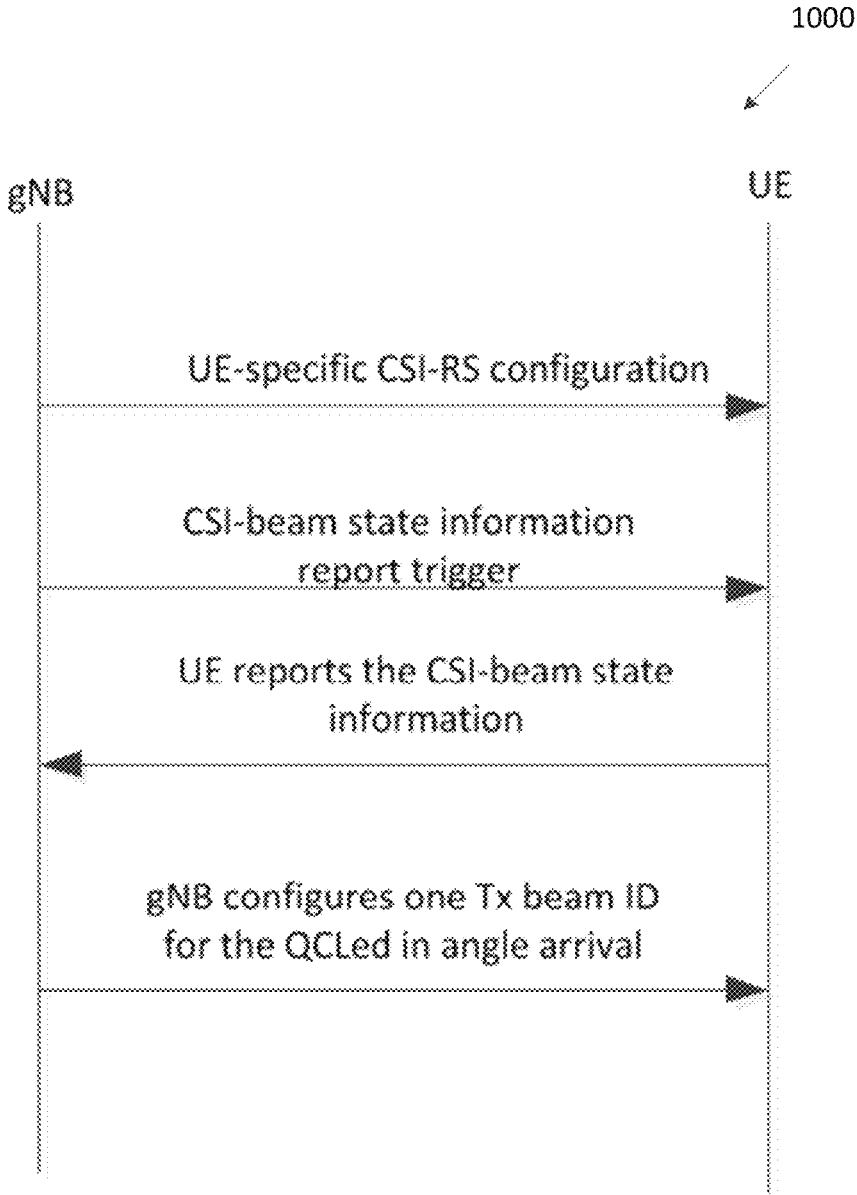 1000
gNB
UE
UE-specific CSI-RS configuration
CSI-beam state information
report trigger
UE reports the CSI-beam state
information
gNB configures one Tx beam ID
for the QCLed in angle arrival